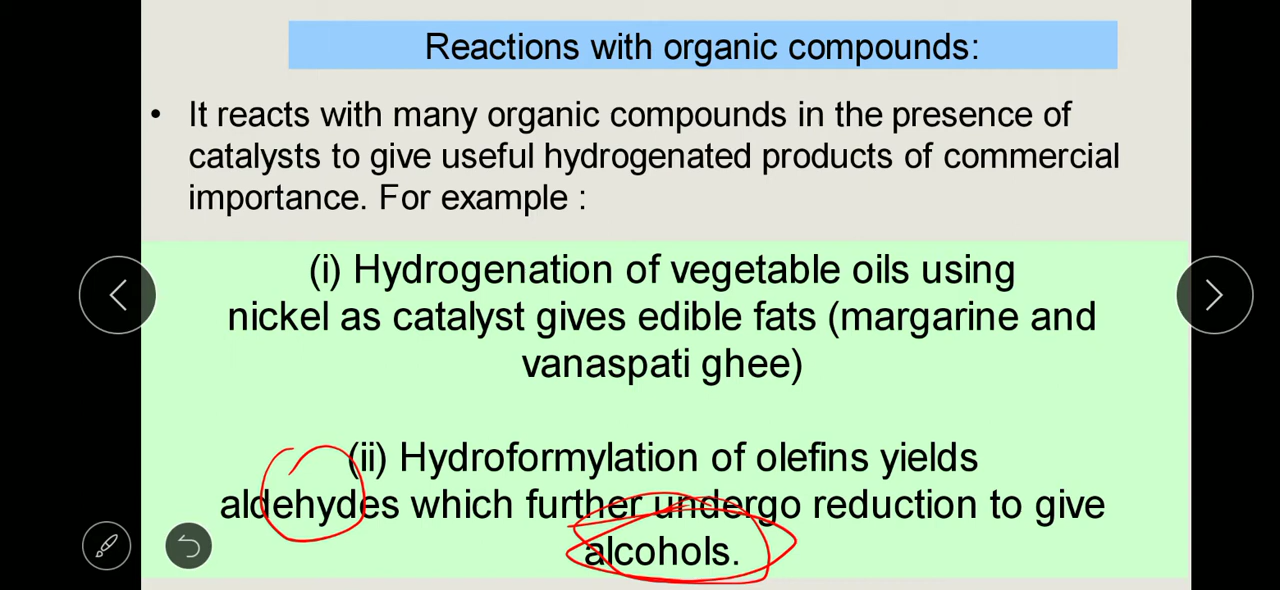 Reactions with organic compounds:
• It reacts with many organic compounds in the presence of
catalysts to give useful hydrogenated products of commercial
importance. For example :
(i) Hydrogenation of vegetable oils using
nickel as catalyst gives edible fats (margarine and
vanaspati ghee)
(ii) Hydroformylation of olefins yields
aldehydes which further undergo reduction to give
alcohols.